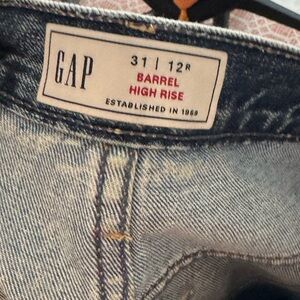 GAP
31 | 12R
BARREL
HIGH RISE
ESTABLISHED IN 1969